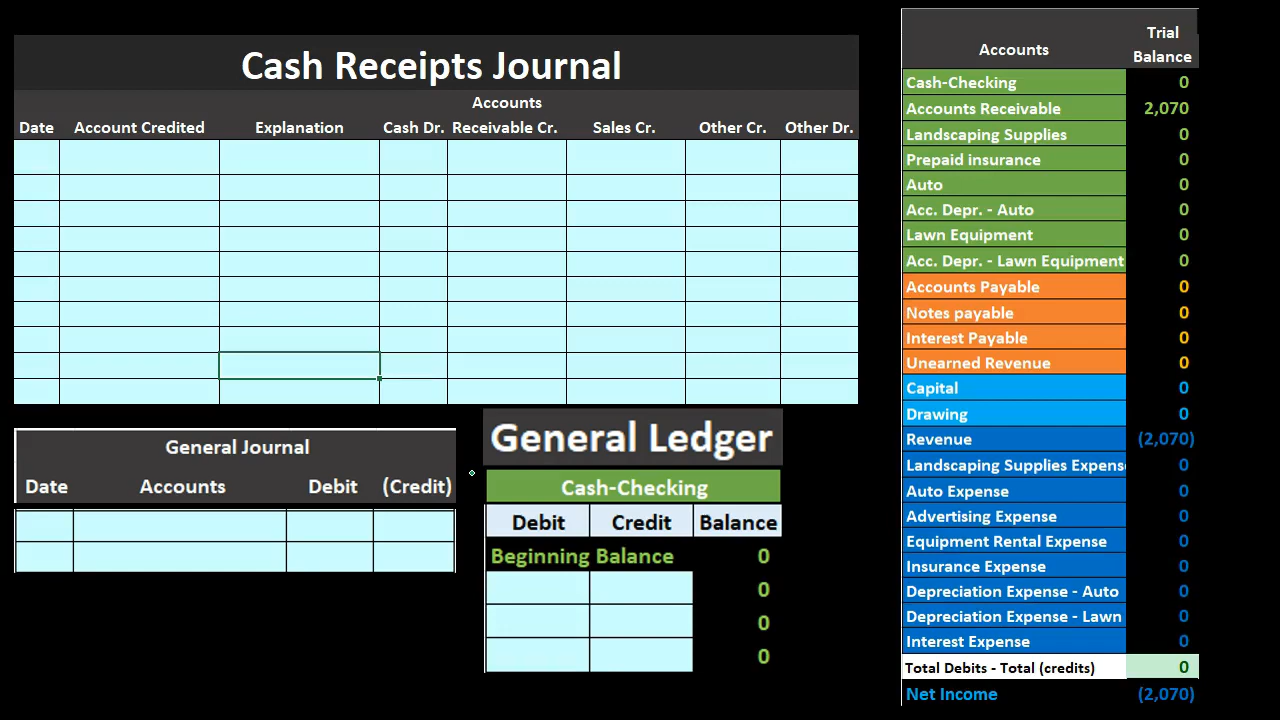 Cash Receipts Journal
Accounts
Date Account Credited Explanation Cash Dr. Receivable Cr. Sales Cr. Other Cr. Other Dr.
General Journal
Date Accounts Debit (Credit)
General Ledger
Cash-Checking
Debit Credit Balance
Beginning Balance 0
0
0
0
Trial
Accounts Balance
Cash-Checking 0
Accounts Receivable 2,070
Landscaping Supplies 0
Prepaid insurance 0
Auto 0
Acc. Depr. - Auto 0
Lawn Equipment 0
Acc. Depr. - Lawn Equipment 0
Accounts Payable 0
Notes payable 0
Interest Payable 0
Unearned Revenue 0
Capital 0
Drawing 0
Revenue (2,070)
Landscaping Supplies Expens 0
Auto Expense 0
Advertising Expense 0
Equipment Rental Expense 0
Insurance Expense 0
Depreciation Expense - Auto 0
Depreciation Expense - Lawn 0
Interest Expense 0
Total Debits - Total (credits) 0
Net Income (2,070)